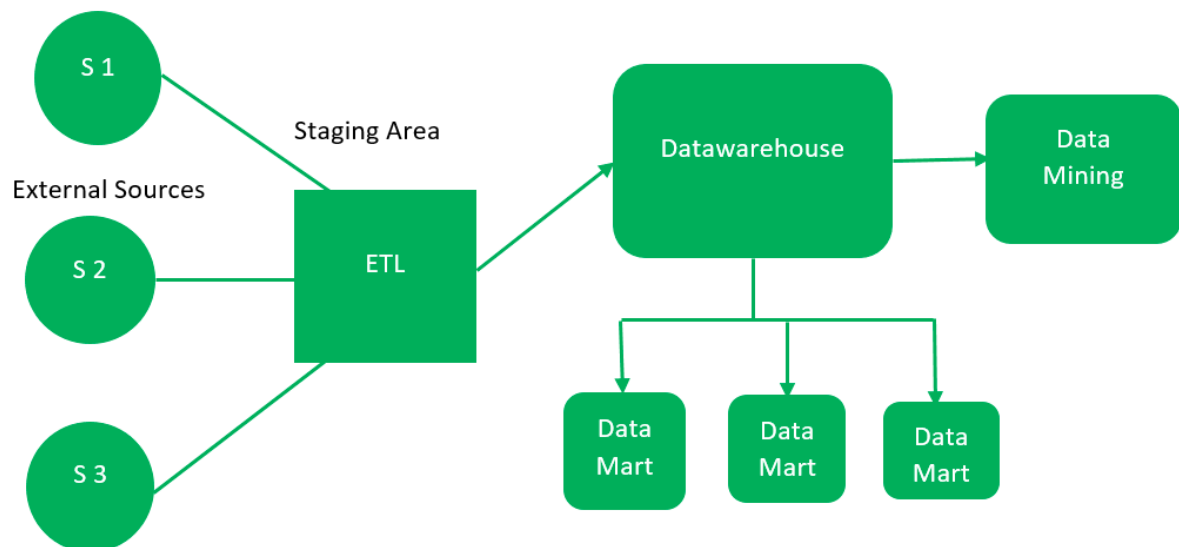 S 1
Staging Area
External Sources
S 2
ETL
S 3
Datawarehouse
Data
Mining
Data
Mart
Data
Mart
Data
Mart